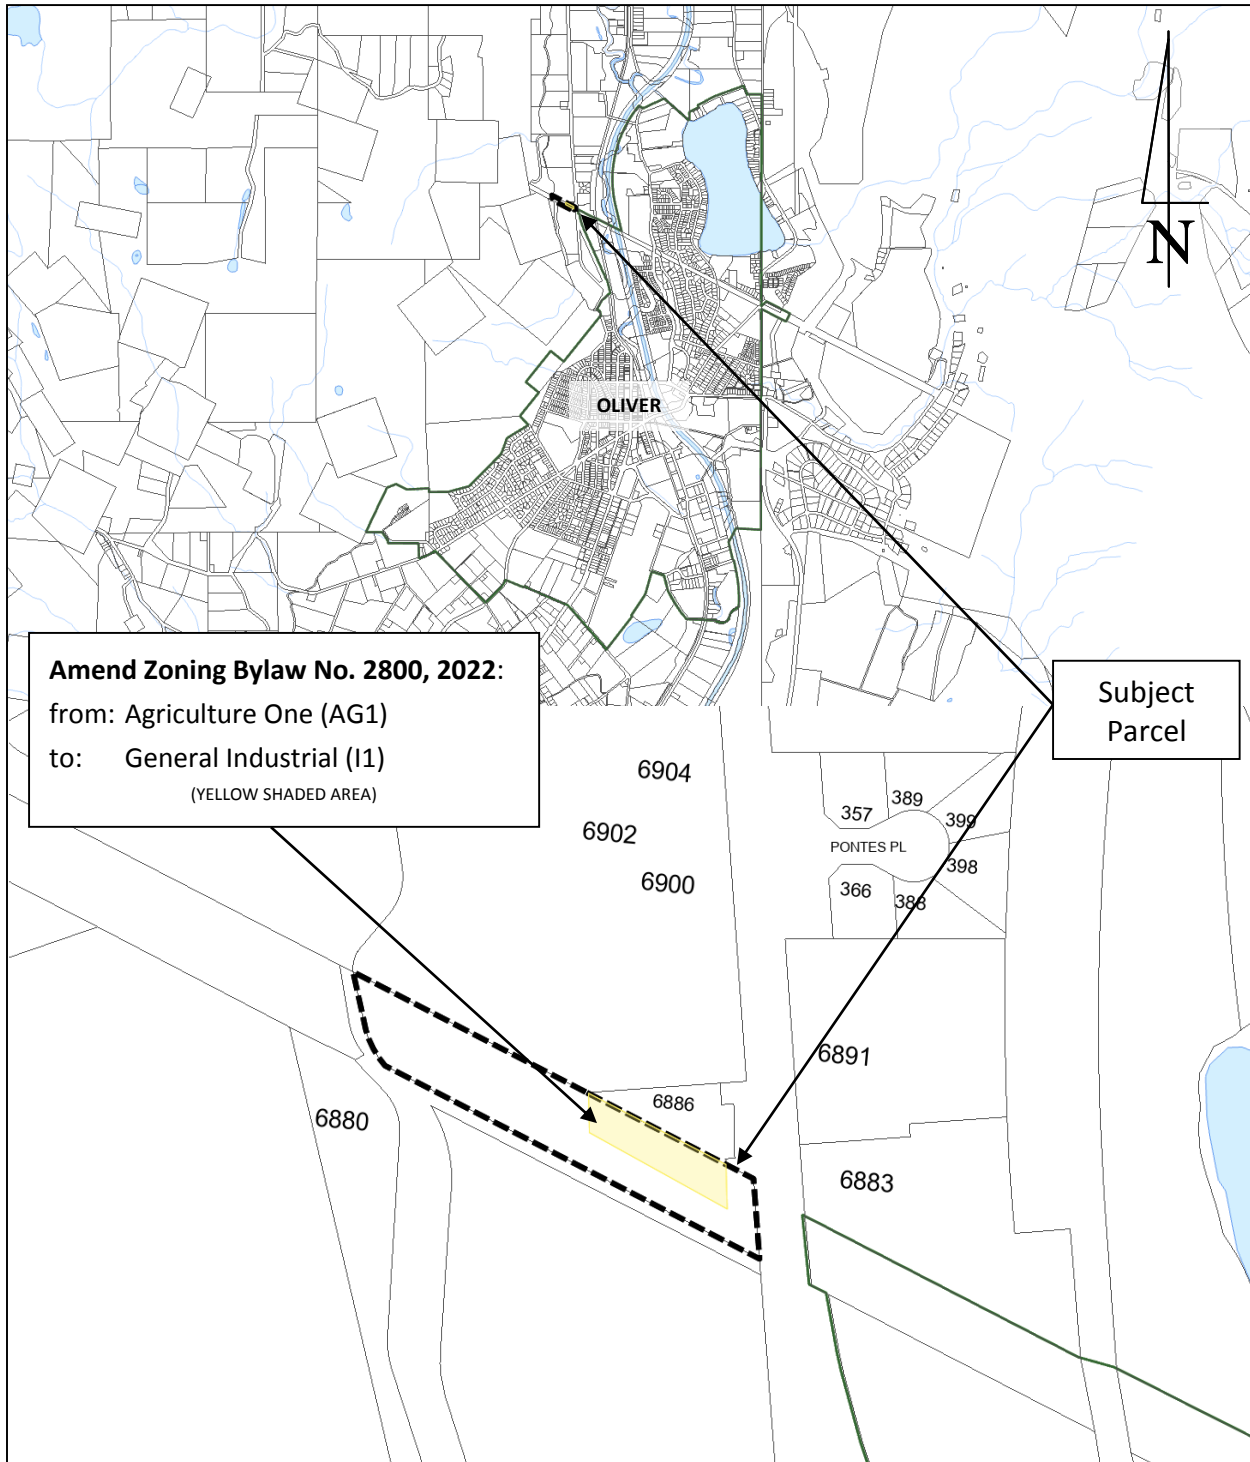 N
OLIVER
Amend Zoning Bylaw No. 2800, 2022:
from: Agriculture One (AG1)
to: General Industrial (I1)
(YELLOW SHADED AREA)
Subject
Parcel
6904
6902
6900
357
389
399
PONTES PL
398
366
388
6891
6886
6880
6883